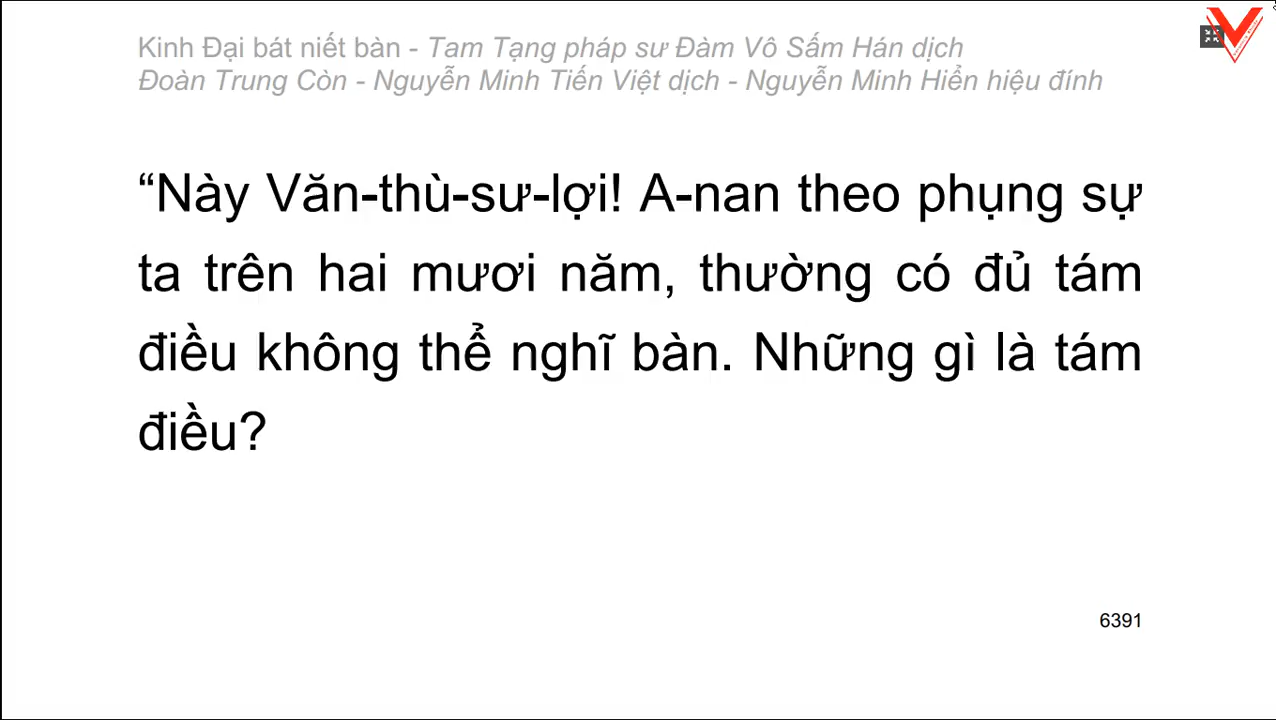 Kinh Đại bát niết bàn - Tam Tạng pháp sư Đàm Vô Sấm Hán dịch
Đoàn Trung Còn - Nguyễn Minh Tiến Việt dịch - Nguyễn Minh Hiển hiệu đính
“Này Văn-thù-sư-lợi! A-nan theo phụng sự
ta trên hai mươi năm, thường có đủ tám
điều không thể nghĩ bàn. Những gì là tám
điều?
6391